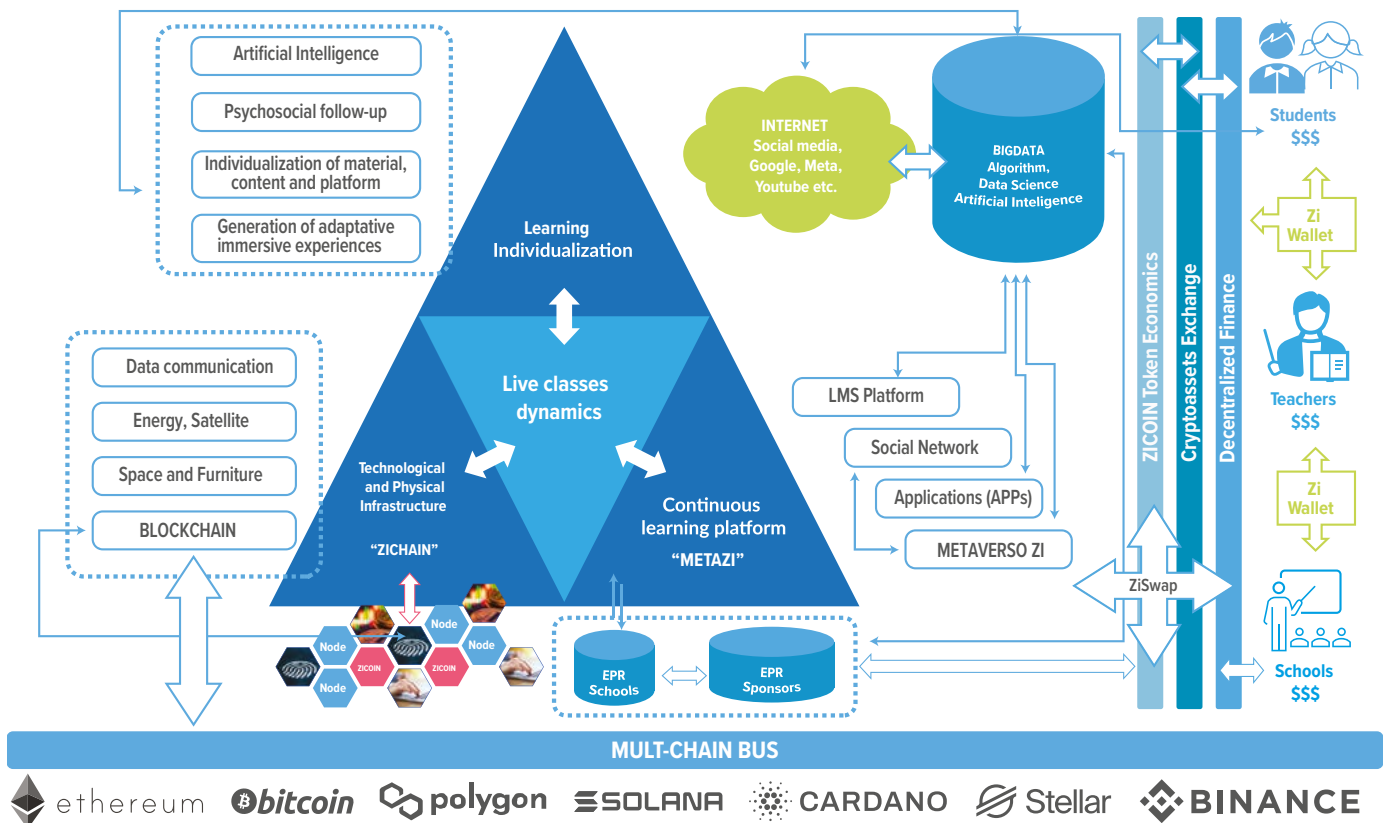 Artificial Intelligence
Psychosocial follow-up
Individualization of material,
content and platform
Generation of adaptative
immersive experiences
Data communication
Energy, Satellite
Space and Furniture
BLOCKCHAIN
Learning
Individualization
Live classes
dynamics
Technological
and Physical
Infrastructure
"ZICHAIN"
Continuous
learning platform
"METAZI"
Node
Node
Node
Node
ZICOIN
ZICOIN
EPR
Schools
EPR
Sponsors
INTERNET
Social media,
Google, Meta,
Youtube etc.
BIGDATA
Algorithm,
Data Science
Artificial Inteligence
LMS Platform
Social Network
Applications (APPs)
METAVERSO ZI
ZICOIN Token Economics
Cryptoassets Exchange
Decentralized Finance
ZiSwap
Students
$$$
Zi
Wallet
Teachers
$$$
Zi
Wallet
Schools
$$$
MULT-CHAIN BUS
ethereum
bitcoin
polygon
SOLANA
CARDANO
Stellar
BINANCE